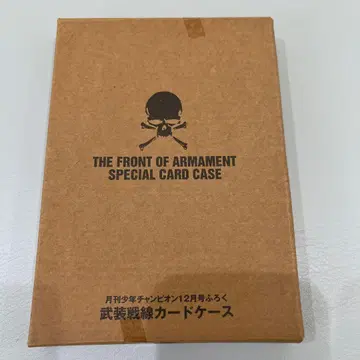 THE FRONT OF ARMAMENT
SPECIAL CARD CASE
月刊少年チャンピオン12月号ふろく
武装戦線カードケース